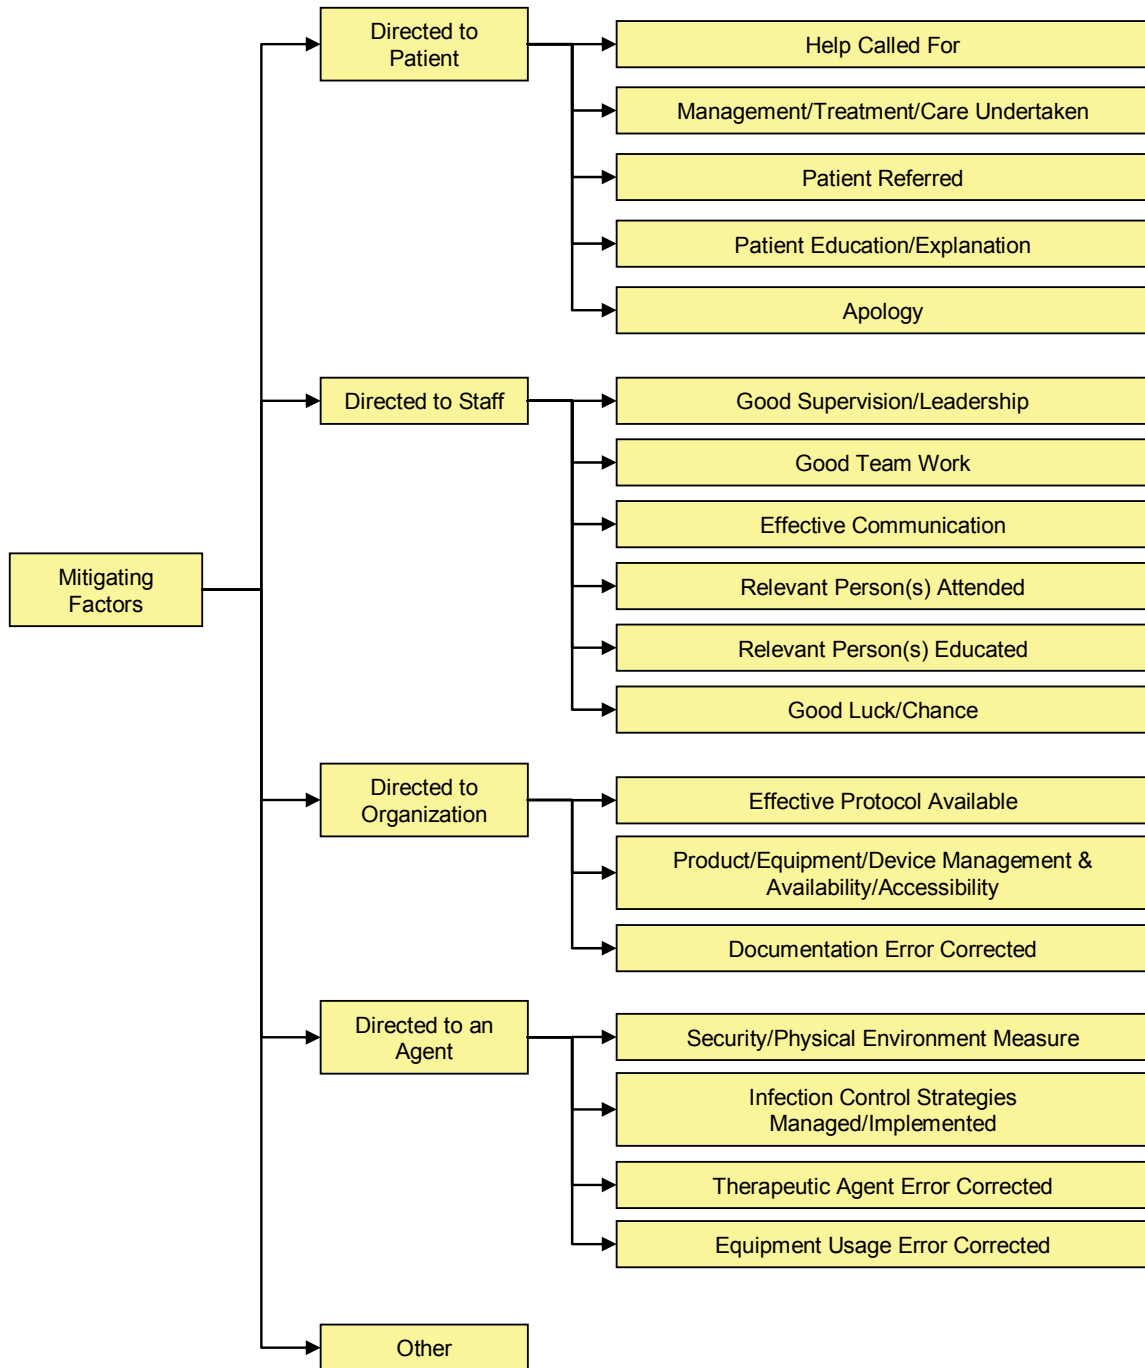 Directed to
Patient
Help Called For
Management/Treatment/Care Undertaken
Patient Referred
Patient Education/Explanation
Apology
Directed to Staff
Good Supervision/Leadership
Good Team Work
Effective Communication
Relevant Person(s) Attended
Relevant Person(s) Educated
Good Luck/Chance
Mitigating
Factors
Directed to
Organization
Effective Protocol Available
Product/Equipment/Device Management &
Availability/Accessibility
Documentation Error Corrected
Directed to an
Agent
Security/Physical Environment Measure
Infection Control Strategies
Managed/Implemented
Therapeutic Agent Error Corrected
Equipment Usage Error Corrected
Other